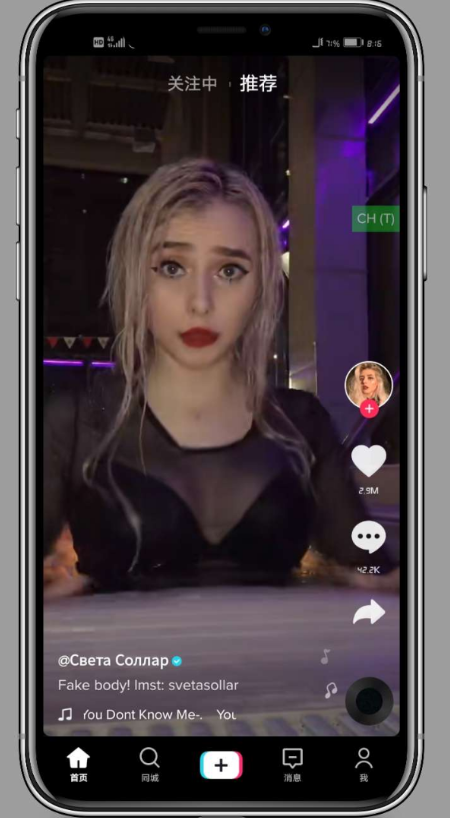 HD 4G
71% 8:15
关注中 推荐
CH (T)
2.9M
42.2K
@Света Соллар
Fake body! Imst: svetasollar
You Dont Know Me-. You
首页
同城
消息
我